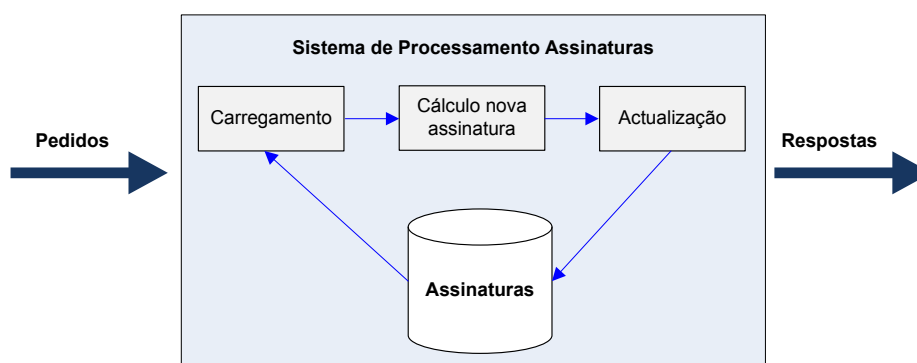 Sistema de Processamento Assinaturas
Carregamento
Cálculo nova
assinatura
Actualização
Pedidos
Respostas
Assinaturas